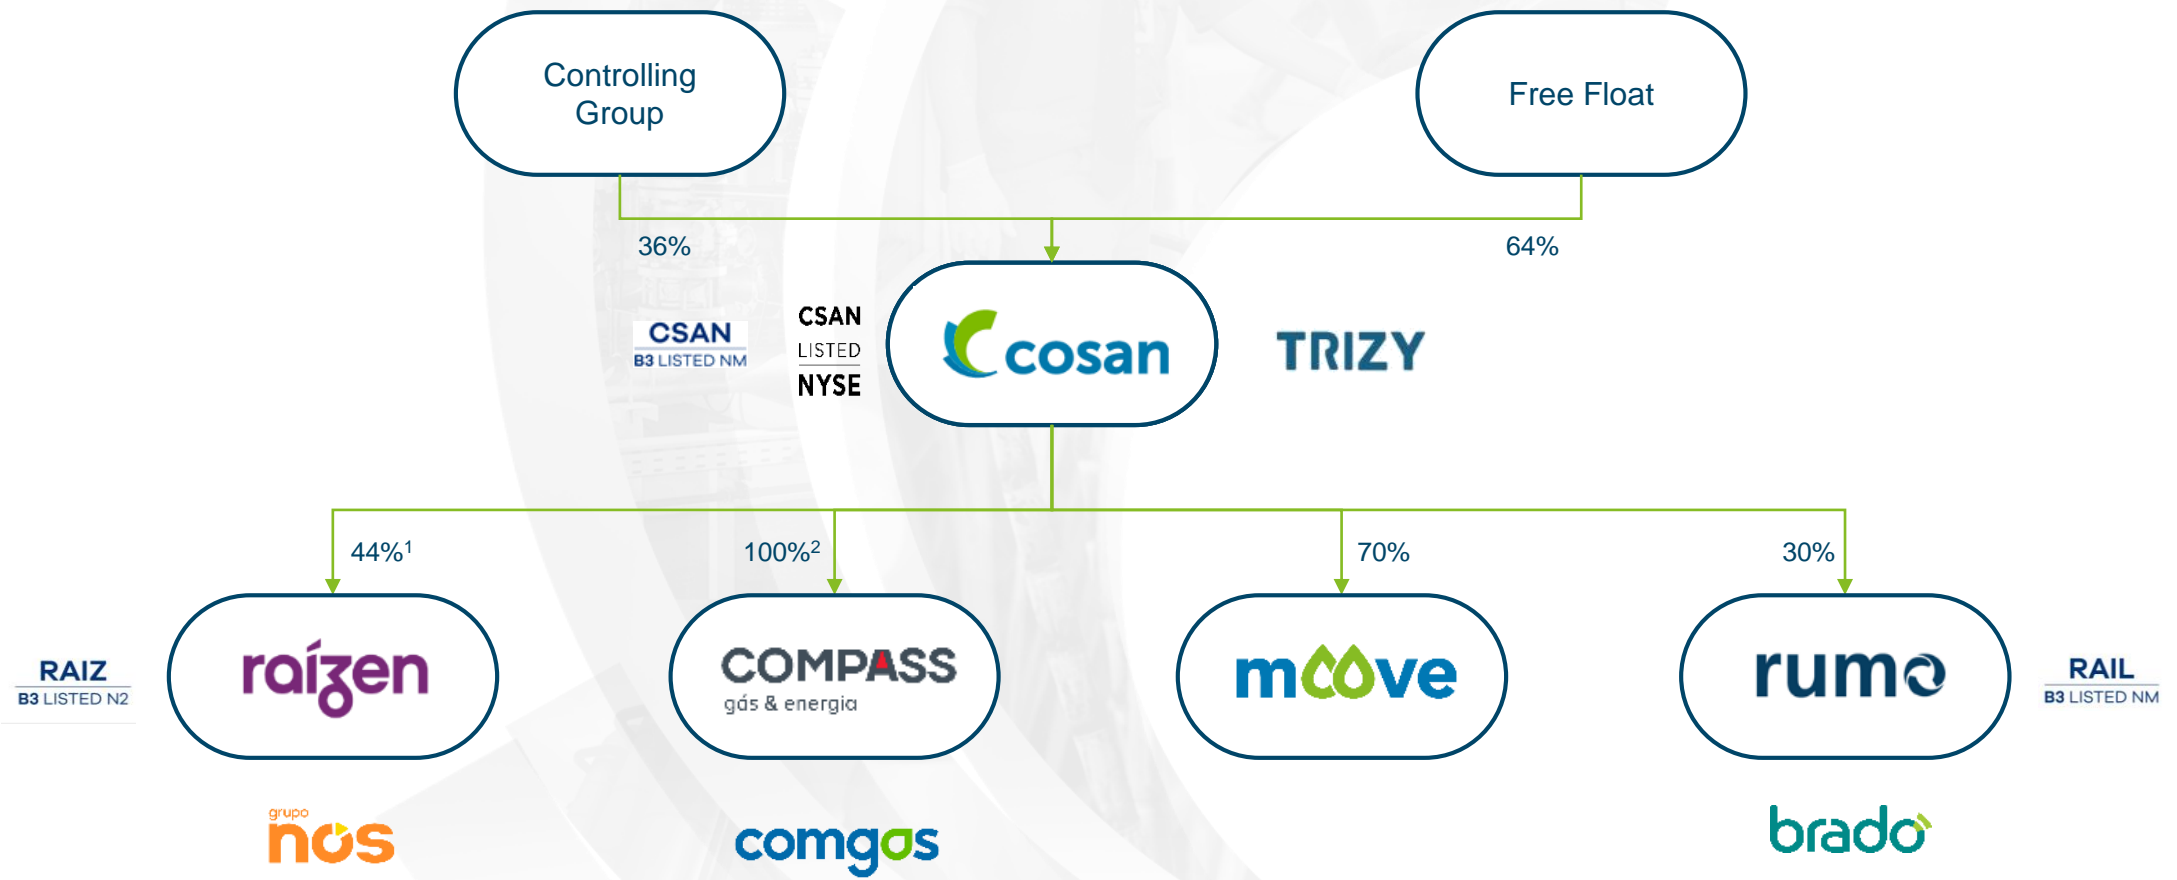 Controlling
Group
Free Float
36%
64%
CSAN
B3 LISTED NM
CSAN
LISTED
NYSE
cosan
TRIZY
44%¹
100%²
70%
30%
RAIZ
B3 LISTED N2
raízen
COMPASS
gás & energia
moove
rumo
RAIL
B3 LISTED NM
grupo
nós
comgas
brado